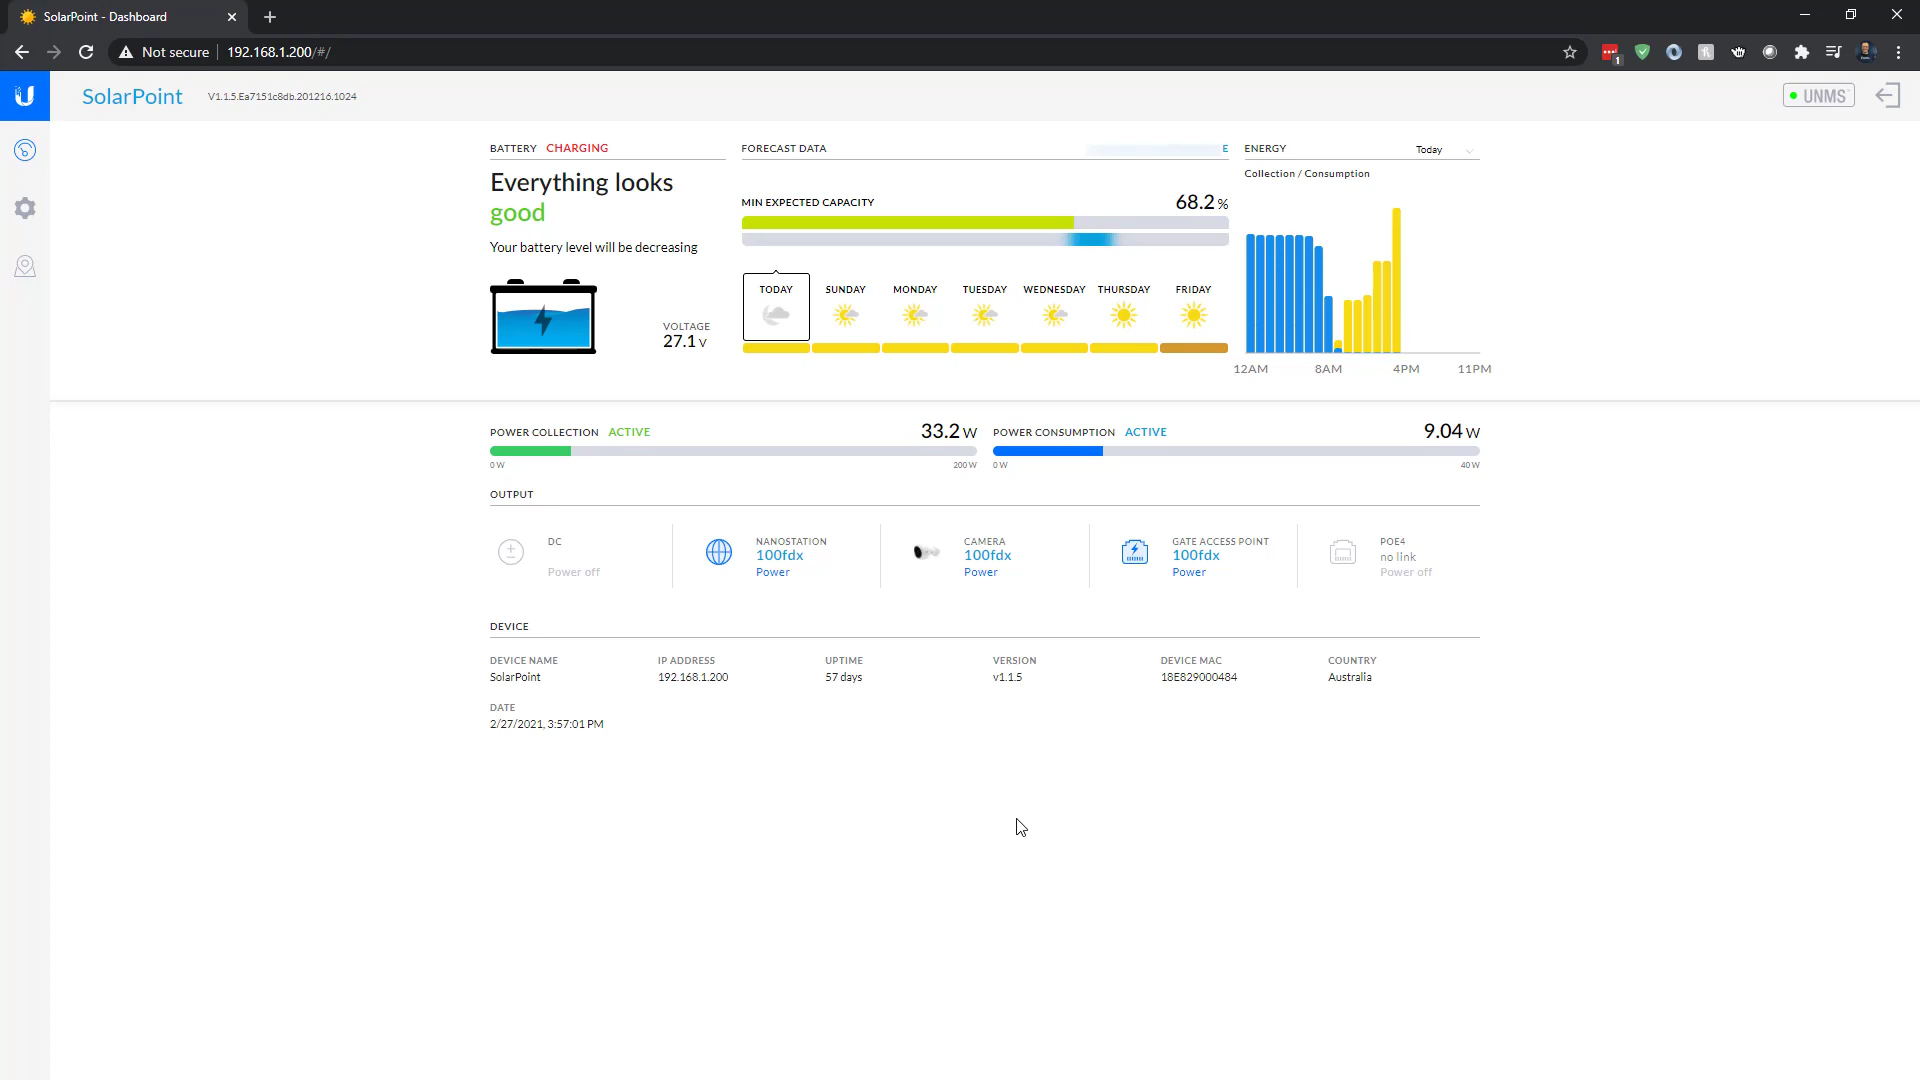 SolarPoint - Dashboard
Not secure
192.168.1.200/#/
1
SolarPoint
V1.1.5.Ea7151c8db.201216.1024
UNMS
BATTERY CHARGING
Everything looks
good
Your battery level will be decreasing
VOLTAGE
27.1 V
FORECAST DATA
E
MIN EXPECTED CAPACITY
68.2 %
TODAY SUNDAY MONDAY TUESDAY WEDNESDAY THURSDAY FRIDAY
ENERGY
Today
Collection / Consumption
12AM 8AM 4PM 11PM
POWER COLLECTION ACTIVE 33.2 W
0 W 200 W
POWER CONSUMPTION ACTIVE 9.04 W
0 W 40 W
OUTPUT
DC
Power off
NANOSTATION
100fdx
Power
CAMERA
100fdx
Power
GATE ACCESS POINT
100fdx
Power
POE4
no link
Power off
DEVICE
DEVICE NAME
SolarPoint
IP ADDRESS
192.168.1.200
UPTIME
57 days
VERSION
v1.1.5
DEVICE MAC
18E829000484
COUNTRY
Australia
DATE
2/27/2021, 3:57:01 PM